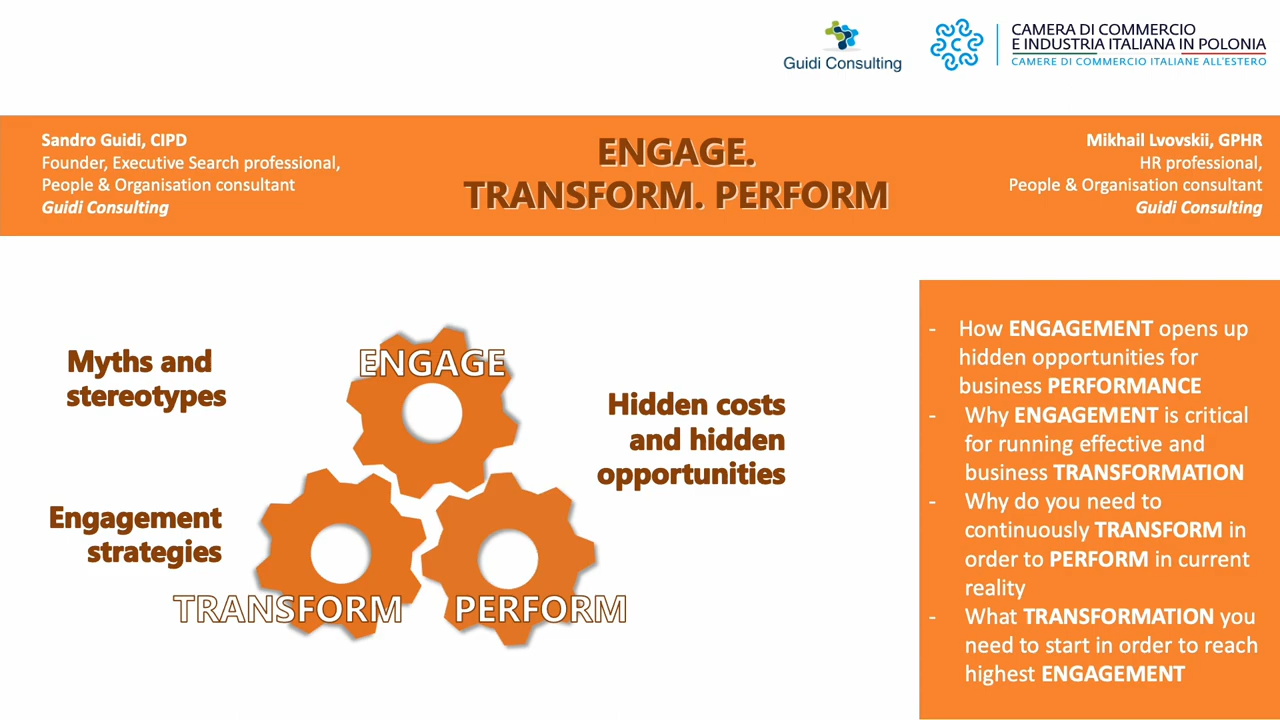 Guidi Consulting
CAMERA DI COMMERCIO
E INDUSTRIA ITALIANA IN POLONIA
CAMERE DI COMMERCIO ITALIANE ALL'ESTERO
Sandro Guidi, CIPD
Founder, Executive Search professional,
People & Organisation consultant
Guidi Consulting
ENGAGE.
TRANSFORM. PERFORM
Mikhail Lvovskii, GPHR
HR professional,
People & Organisation consultant
Guidi Consulting
Myths and
stereotypes
ENGAGE
Hidden costs
and hidden
opportunities
Engagement
strategies
TRANSFORM
PERFORM
- How ENGAGEMENT opens up
hidden opportunities for
business PERFORMANCE
- Why ENGAGEMENT is critical
for running effective and
business TRANSFORMATION
- Why do you need to
continuously TRANSFORM in
order to PERFORM in current
reality
- What TRANSFORMATION you
need to start in order to reach
highest ENGAGEMENT